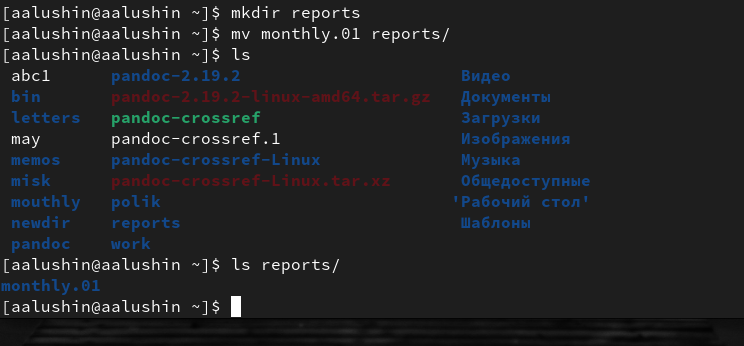 [aalushin@aalushin ~]$ mkdir reports
[aalushin@aalushin ~]$ mv monthly.01 reports/
[aalushin@aalushin ~]$ ls
abc1 pandoc-2.19.2 Видео
bin pandoc-2.19.2-linux-amd64.tar.gz Документы
letters pandoc-crossref Загрузки
may pandoc-crossref.1 Изображения
memos pandoc-crossref-Linux Музыка
misk pandoc-crossref-Linux.tar.xz Общедоступные
mouthly polik 'Рабочий стол'
newdir reports Шаблоны
pandoc work
[aalushin@aalushin ~]$ ls reports/
monthly.01
[aalushin@aalushin ~]$